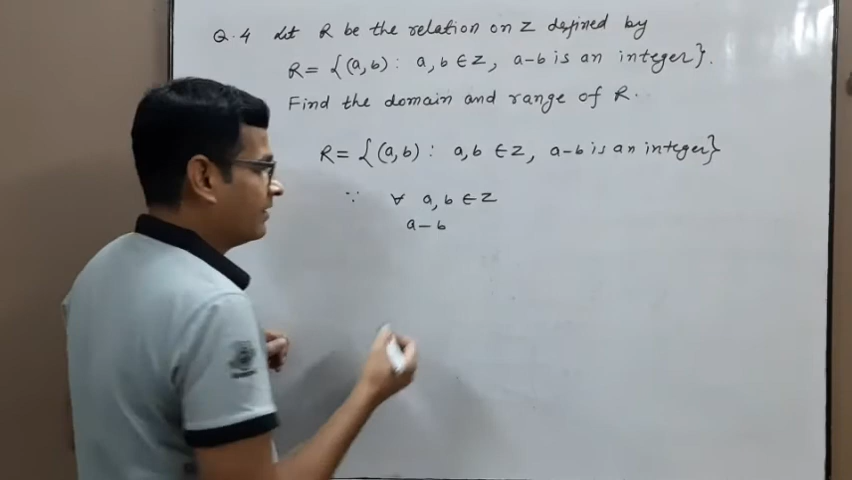 Q.4 Let R be the relation on Z defined by
R = {(a,b) : a, b ∈ Z, a-b is an integer}.
Find the domain and range of R.
R = {(a,b) : a,b ∈ Z, a-b is an integer}
∵ ∀ a, b ∈ Z
a-b